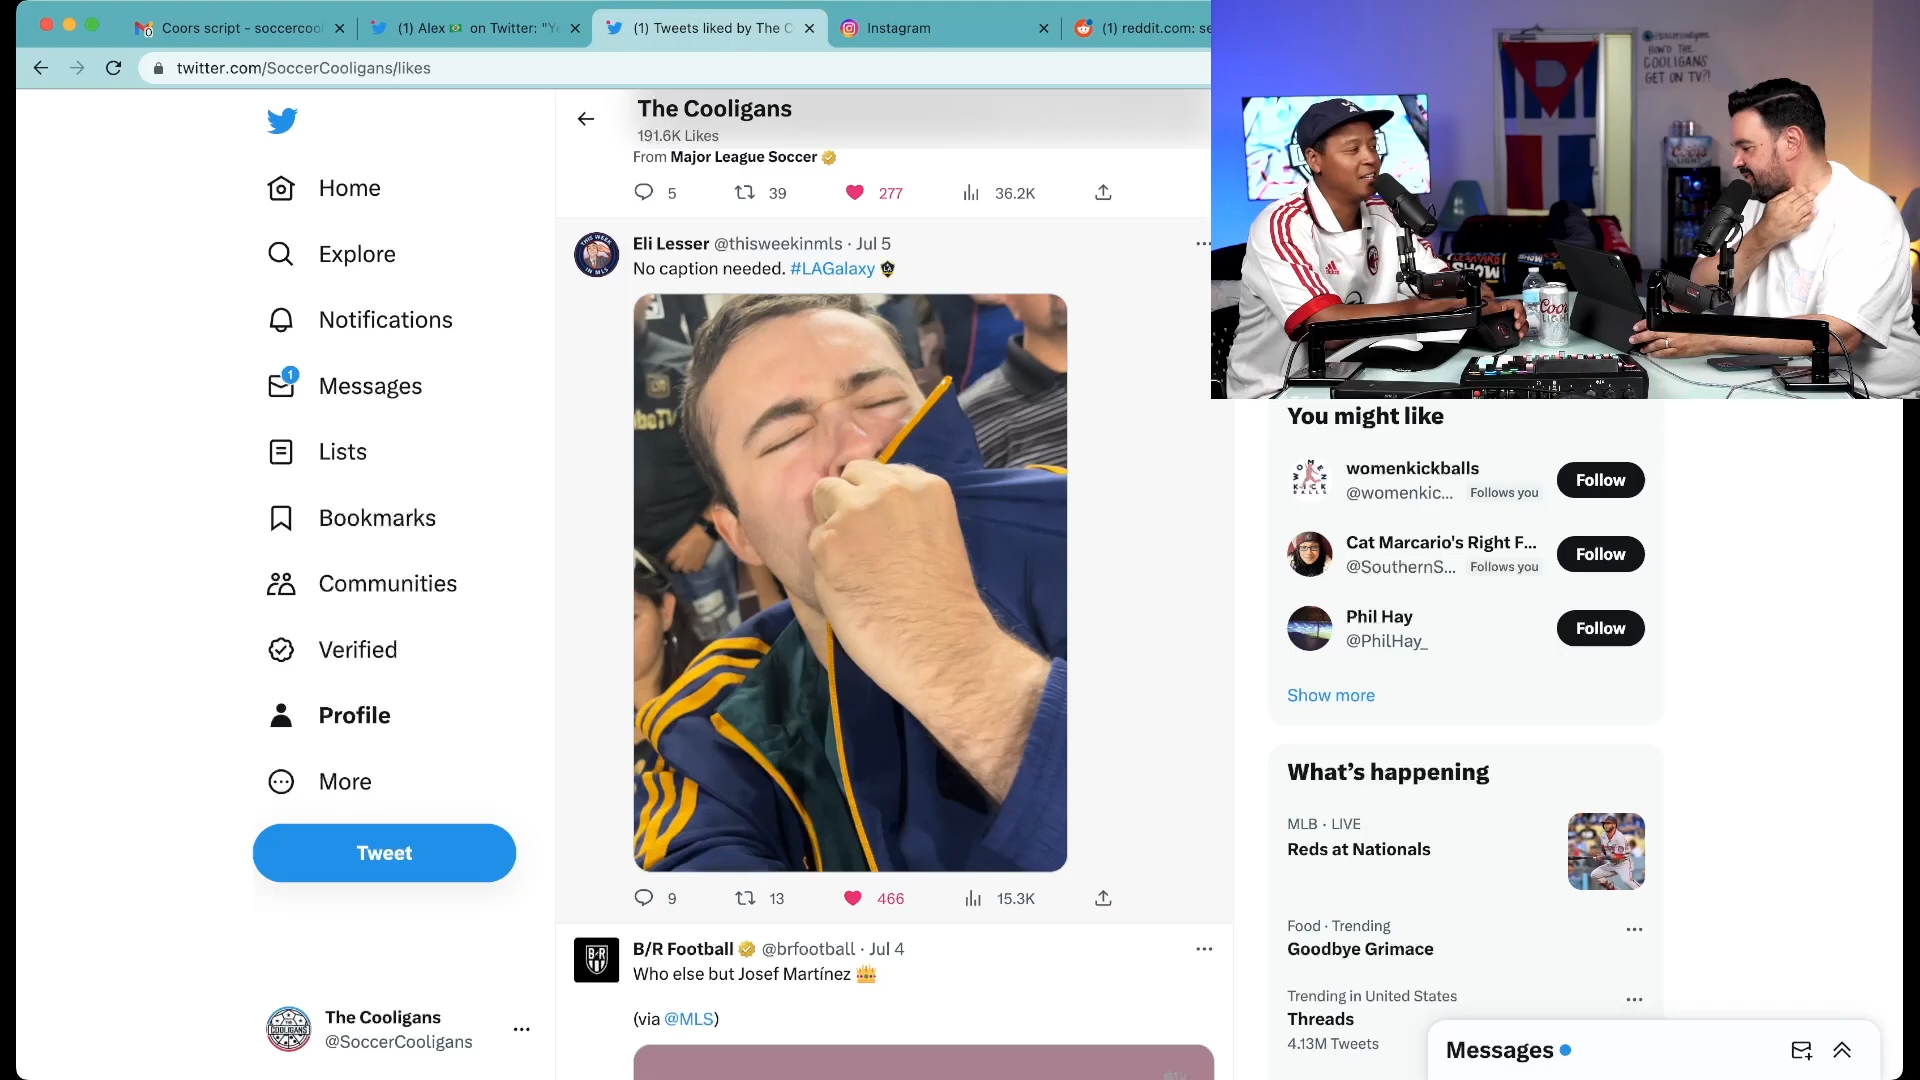 Coors script - soccercool
(1) Alex on Twitter: "Ye
(1) Tweets liked by The C
Instagram
(1) reddit.com: se
twitter.com/SoccerCooligans/likes
The Cooligans
191.6K Likes
From Major League Soccer
5
39
277
36.2K
Home
Explore
Notifications
1
Messages
Lists
Bookmarks
Communities
Verified
Profile
More
Tweet
The Cooligans
@SoccerCooligans
Eli Lesser @thisweekinmls · Jul 5
No caption needed. #LAGalaxy
9
13
466
15.3K
B/R Football @brfootball · Jul 4
Who else but Josef Martínez
(via @MLS)
HOW'D THE
COOLIGANS
GET ON TV?!
You might like
womenkickballs
@womenkic... Follows you
Follow
Cat Marcario's Right F...
@SouthernS... Follows you
Follow
Phil Hay
@PhilHay_
Follow
Show more
What's happening
MLB · LIVE
Reds at Nationals
Food · Trending
Goodbye Grimace
Trending in United States
Threads
4.13M Tweets
Messages